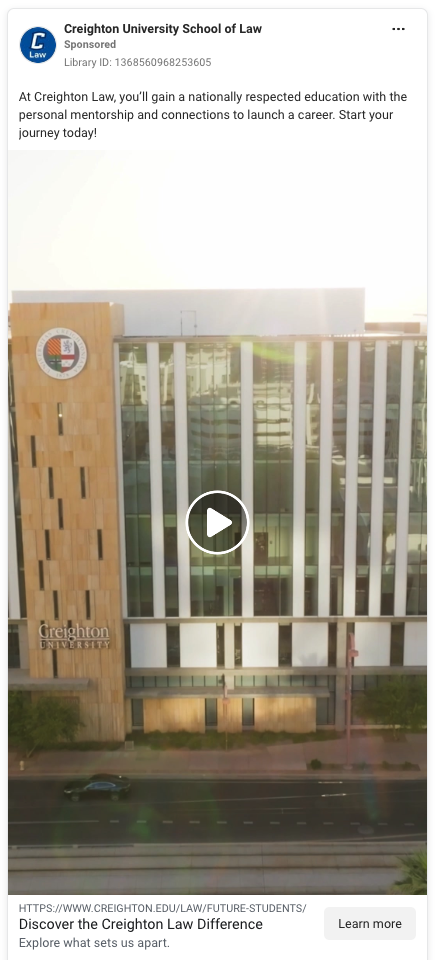 Creighton University School of Law
Sponsored
Library ID: 1368560968253605
C
Law
At Creighton Law, you’ll gain a nationally respected education with the
personal mentorship and connections to launch a career. Start your
journey today!
Creighton
UNIVERSITY
HTTPS://WWW.CREIGHTON.EDU/LAW/FUTURE-STUDENTS/
Discover the Creighton Law Difference
Explore what sets us apart.
Learn more